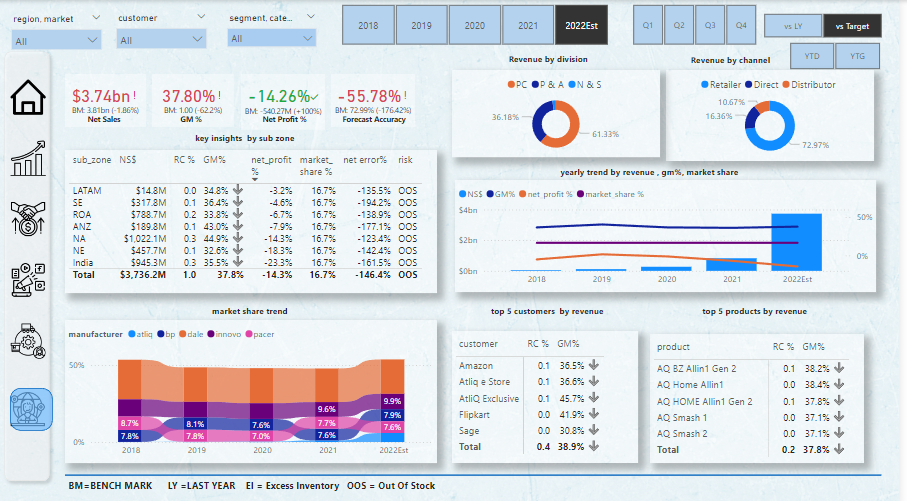 region, market
customer
segment, cate..
All
All
All
2018
2019
2020
2021
2022Est
Q1
Q2
Q3
Q4
vs LY
vs Target
YTD
YTG
$3.74bn!
BM: 3.81bn (-1.86%)
Net Sales
37.80%!
BM: 1.00 (-62.2%)
GM %
-14.26%✓
BM: -540.27M (+100%)
Net Profit %
-55.78%!
BM: 72.99% (-176.42%)
Forecast Accuracy
Revenue by division
PC P & A N & S
36.18%
61.33%
Revenue by channel
Retailer Direct Distributor
10.67%
16.36%
72.97%
key insights by sub zone
sub_zone NS$ RC % GM% net_profit % market_ share % net error% risk
LATAM $14.8M 0.0 34.8% -3.2% 16.7% -135.5% OOS
SE $317.8M 0.1 36.4% -4.6% 16.7% -194.2% OOS
ROA $788.7M 0.2 33.8% -6.7% 16.7% -138.9% OOS
ANZ $189.8M 0.1 43.0% -7.9% 16.7% -177.1% OOS
NA $1,022.1M 0.3 44.9% -14.3% 16.7% -123.4% OOS
NE $457.7M 0.1 32.6% -18.3% 16.7% -142.4% OOS
India $945.3M 0.3 35.5% -23.3% 16.7% -161.5% OOS
Total $3,736.2M 1.0 37.8% -14.3% 16.7% -146.4% OOS
yearly trend by revenue , gm%, market share
NS$ GM% net_profit % market_share %
$4bn
$2bn
$0bn
50%
0%
2018 2019 2020 2021 2022Est
market share trend
manufacturer atliq bp dale innovo pacer
50%
0%
8.7%
7.8%
8.1%
7.8%
7.6%
7.0%
9.6%
7.7%
7.6%
9.9%
7.9%
7.6%
2018 2019 2020 2021 2022Est
top 5 customers by revenue
customer RC % GM%
Amazon 0.1 36.5%
Atliq e Store 0.1 36.6%
AtliQ Exclusive 0.1 45.7%
Flipkart 0.0 41.9%
Sage 0.0 30.8%
Total 0.4 38.9%
top 5 products by revenue
product RC % GM%
AQ BZ Allin1 Gen 2 0.1 38.2%
AQ Home Allin1 0.0 38.4%
AQ HOME Allin1 Gen 2 0.1 37.8%
AQ Smash 1 0.0 37.1%
AQ Smash 2 0.0 37.1%
Total 0.2 37.8%
BM=BENCH MARK LY =LAST YEAR EI = Excess Inventory OOS = Out Of Stock